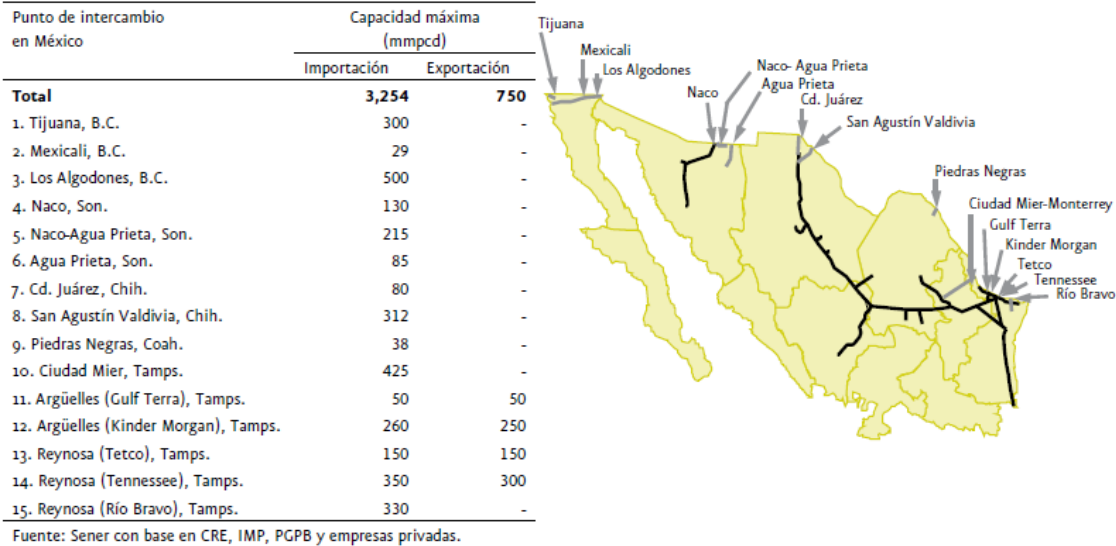 Punto de intercambio Capacidad máxima
en México (mmpcd)
Importación Exportación
Total 3,254 750
1. Tijuana, B.C. 300 -
2. Mexicali, B.C. 29 -
3. Los Algodones, B.C. 500 -
4. Naco, Son. 130 -
5. Naco-Agua Prieta, Son. 215 -
6. Agua Prieta, Son. 85 -
7. Cd. Juárez, Chih. 80 -
8. San Agustín Valdivia, Chih. 312 -
9. Piedras Negras, Coah. 38 -
10. Ciudad Mier, Tamps. 425 -
11. Argüelles (Gulf Terra), Tamps. 50 50
12. Argüelles (Kinder Morgan), Tamps. 260 250
13. Reynosa (Tetco), Tamps. 150 150
14. Reynosa (Tennessee), Tamps. 350 300
15. Reynosa (Río Bravo), Tamps. 330 -
Fuente: Sener con base en CRE, IMP, PGPB y empresas privadas.
Tijuana
Mexicali
Los Algodones
Naco- Agua Prieta
Agua Prieta
Naco
Cd. Juárez
San Agustín Valdivia
Piedras Negras
Ciudad Mier-Monterrey
Gulf Terra
Kinder Morgan
Tetco
Tennessee
Río Bravo